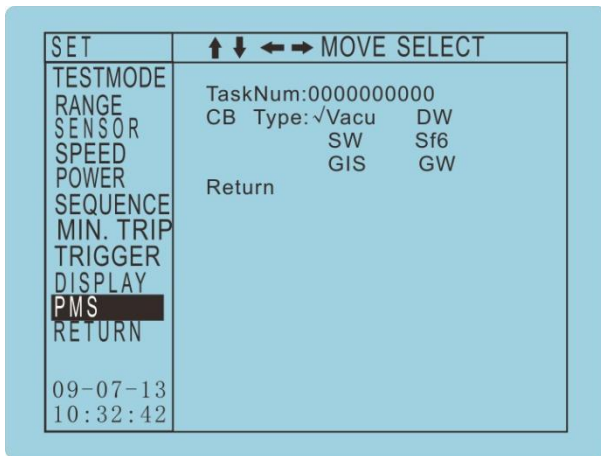 SET
↑ ↓ ← → MOVE SELECT
TESTMODE
RANGE
SENSOR
SPEED
POWER
SEQUENCE
MIN. TRIP
TRIGGER
DISPLAY
PMS
RETURN
09-07-13
10:32:42
TaskNum:0000000000
CB Type:√Vacu DW
SW Sf6
GIS GW
Return